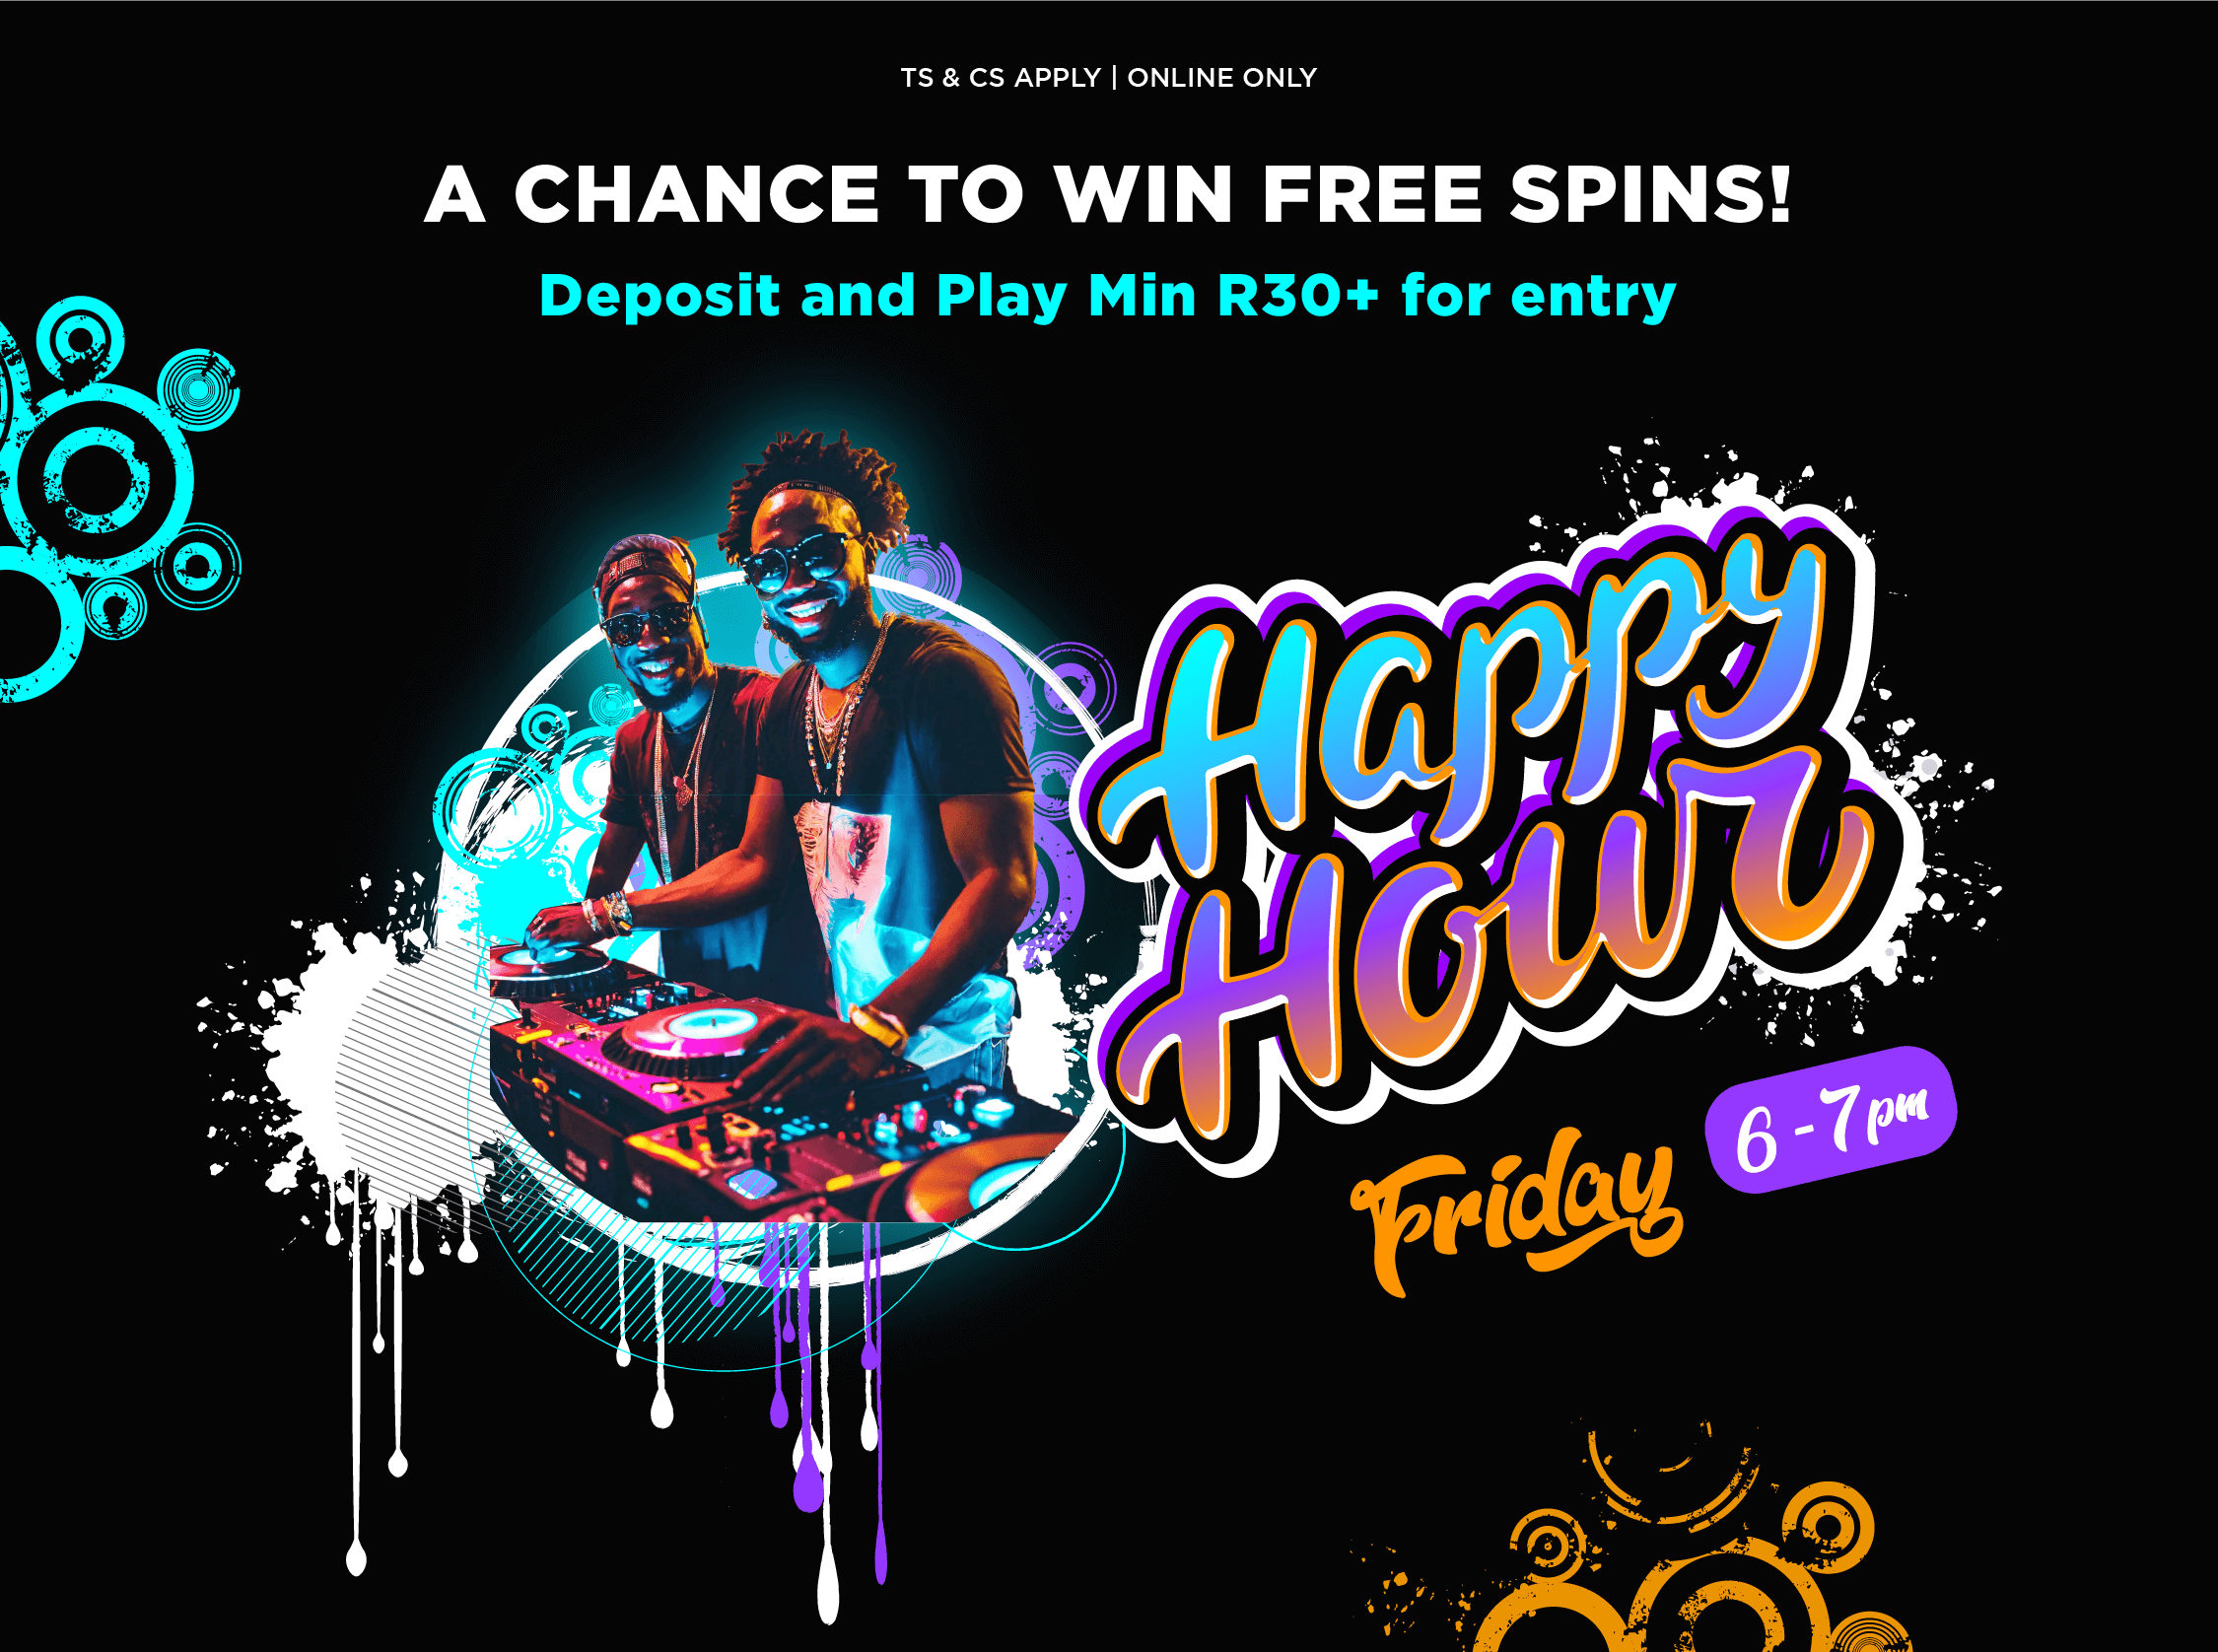 TS & CS APPLY | ONLINE ONLY
A CHANCE TO WIN FREE SPINS!
Deposit and Play Min R30+ for entry
Happy
Hour
6 - 7pm
Friday